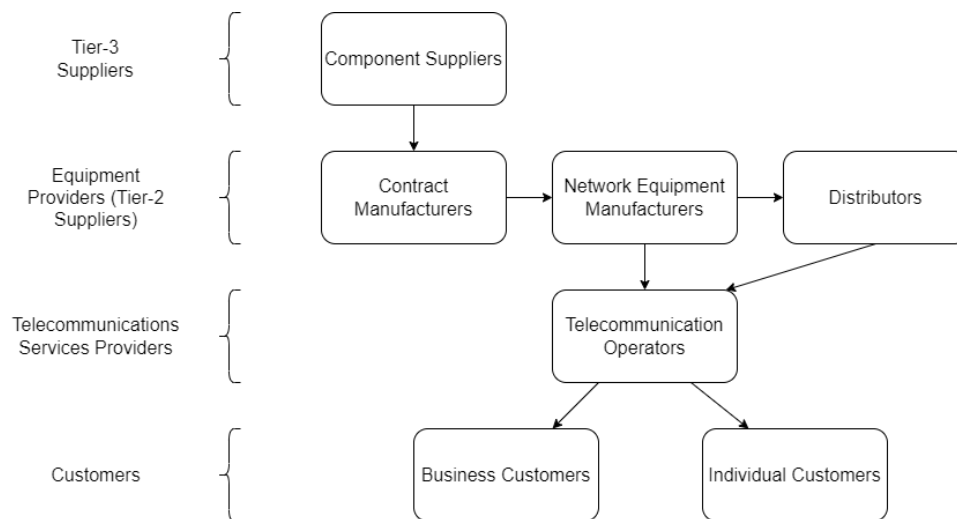 Tier-3
Suppliers
Component Suppliers
Equipment
Providers (Tier-2
Suppliers)
Contract
Manufacturers
Network Equipment
Manufacturers
Distributors
Telecommunications
Services Providers
Telecommunication
Operators
Customers
Business Customers
Individual Customers